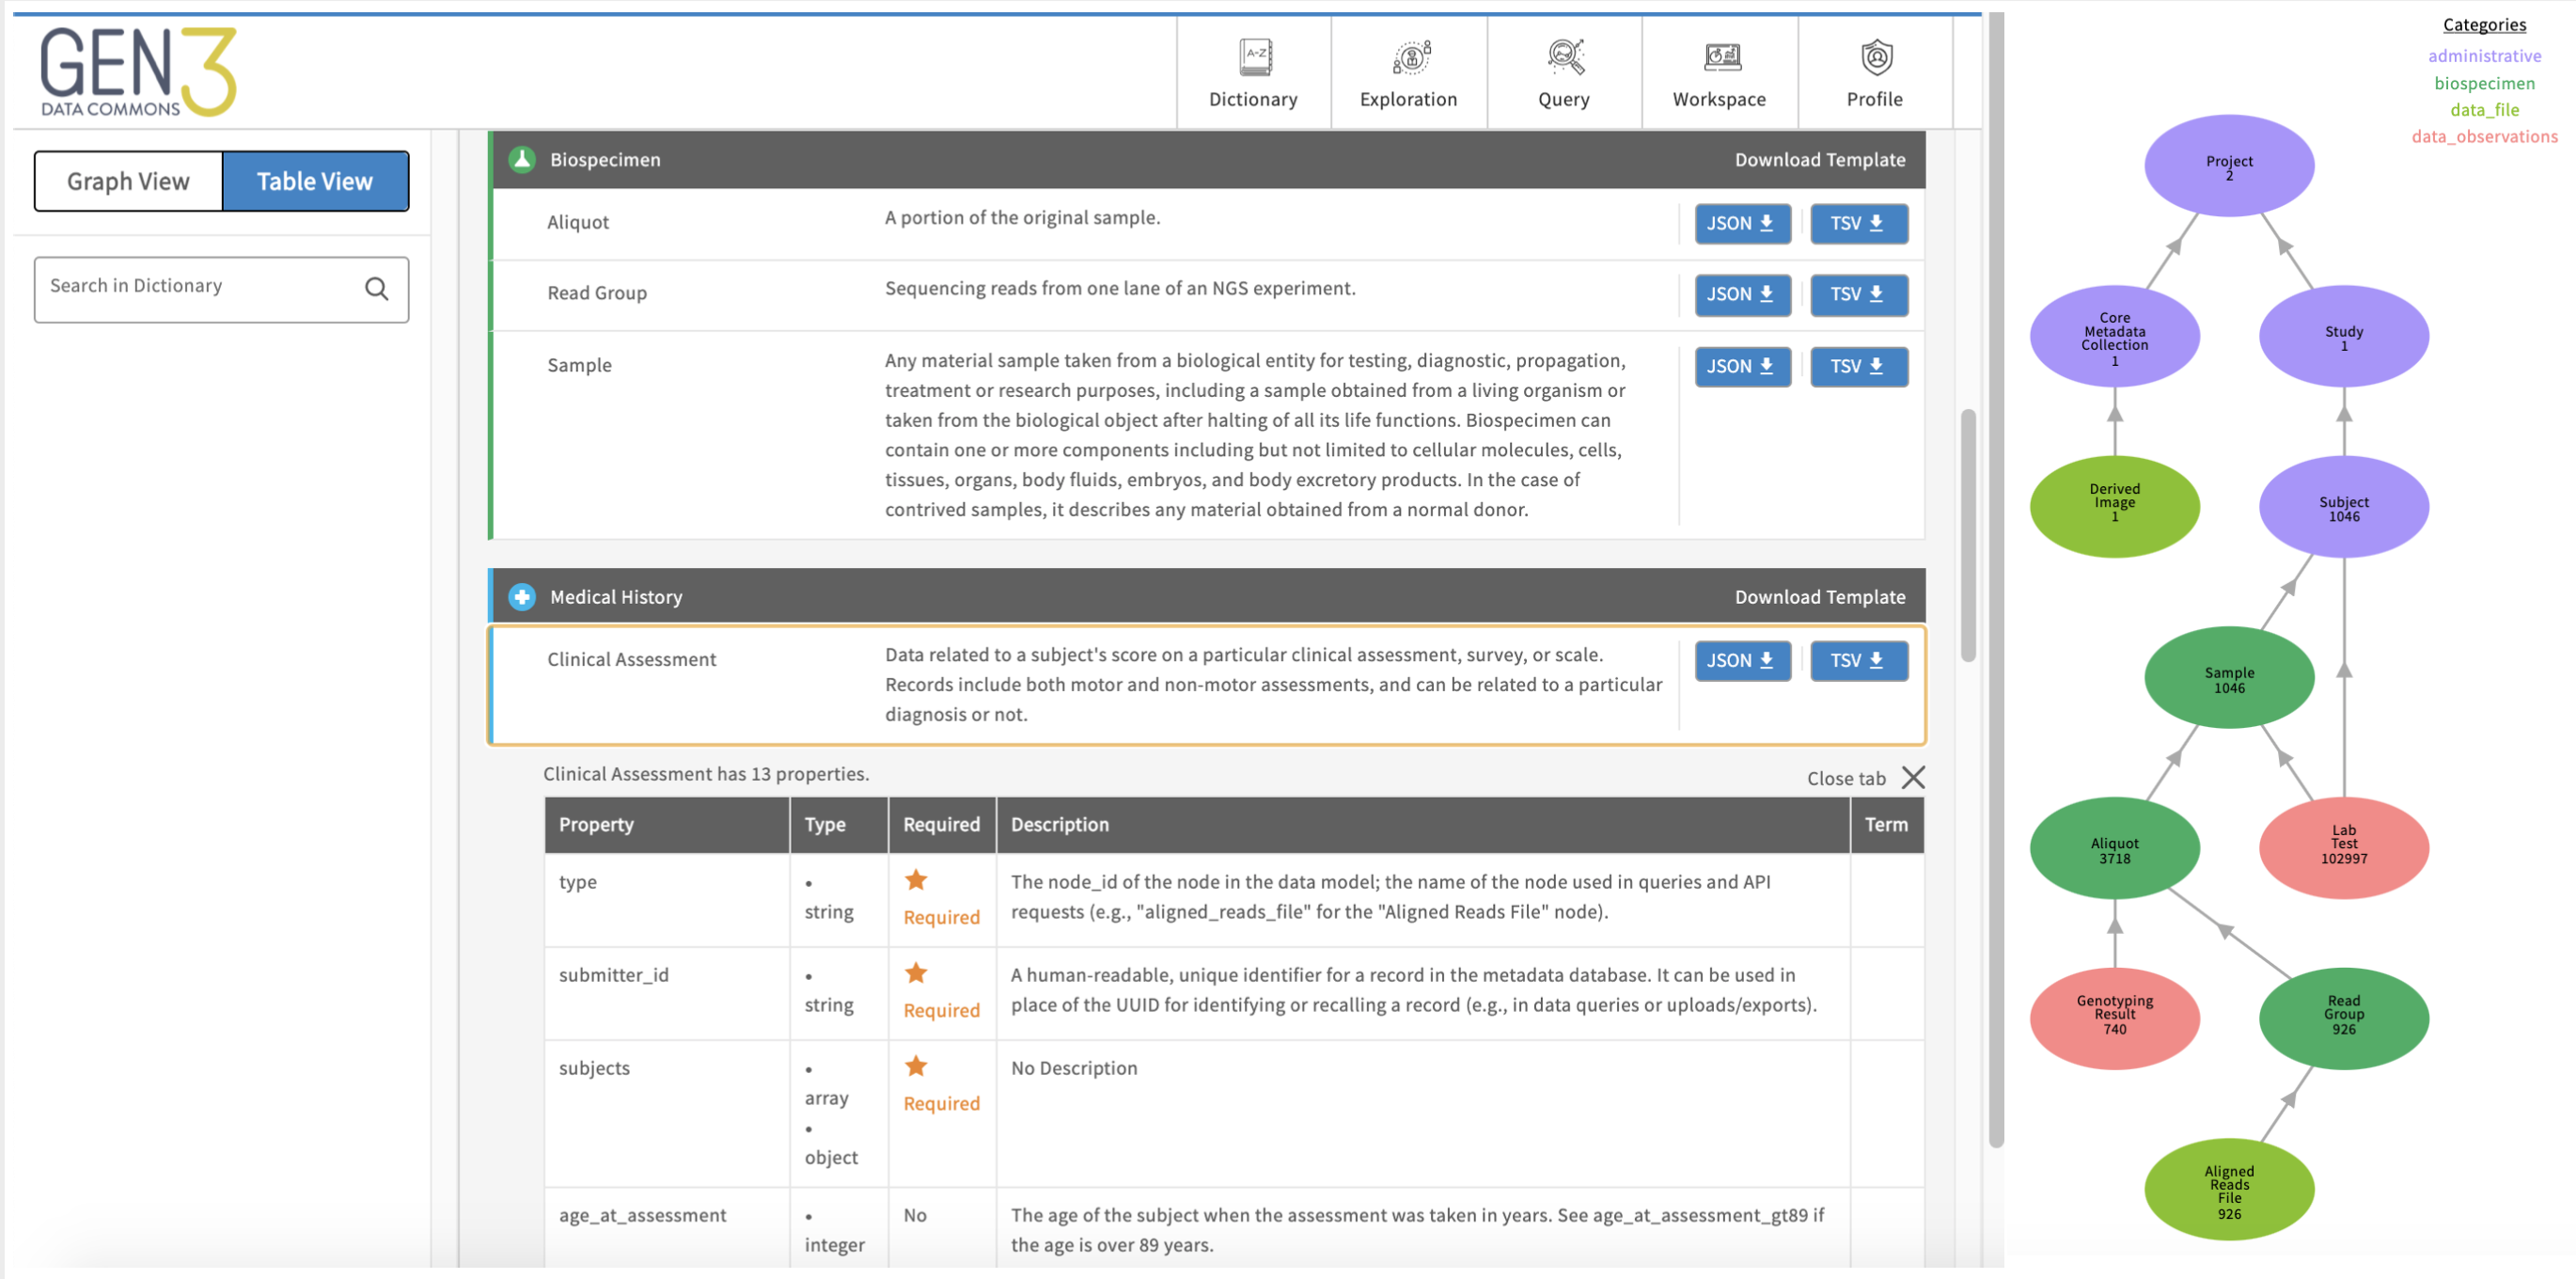 GEN3
DATA COMMONS
A-Z
Dictionary
Exploration
Query
Workspace
Profile
Graph View
Table View
Search in Dictionary
Biospecimen
Download Template
Aliquot
A portion of the original sample.
JSON
TSV
Read Group
Sequencing reads from one lane of an NGS experiment.
JSON
TSV
Sample
Any material sample taken from a biological entity for testing, diagnostic, propagation,
treatment or research purposes, including a sample obtained from a living organism or
taken from the biological object after halting of all its life functions. Biospecimen can
contain one or more components including but not limited to cellular molecules, cells,
tissues, organs, body fluids, embryos, and body excretory products. In the case of
contrived samples, it describes any material obtained from a normal donor.
JSON
TSV
Medical History
Download Template
Clinical Assessment
Data related to a subject's score on a particular clinical assessment, survey, or scale.
Records include both motor and non-motor assessments, and can be related to a particular
diagnosis or not.
JSON
TSV
Clinical Assessment has 13 properties.
Close tab
Property
Type
Required
Description
Term
type
• string
Required
The node_id of the node in the data model; the name of the node used in queries and API
requests (e.g., "aligned_reads_file" for the "Aligned Reads File" node).
submitter_id
• string
Required
A human-readable, unique identifier for a record in the metadata database. It can be used in
place of the UUID for identifying or recalling a record (e.g., in data queries or uploads/exports).
subjects
• array
• object
Required
No Description
age_at_assessment
• integer
No
The age of the subject when the assessment was taken in years. See age_at_assessment_gt89 if
the age is over 89 years.
Categories
administrative
biospecimen
data_file
data_observations
Project
2
Core
Metadata
Collection
1
Study
1
Derived
Image
1
Subject
1046
Sample
1046
Aliquot
3718
Lab
Test
102997
Genotyping
Result
740
Read
Group
926
Aligned
Reads
File
926